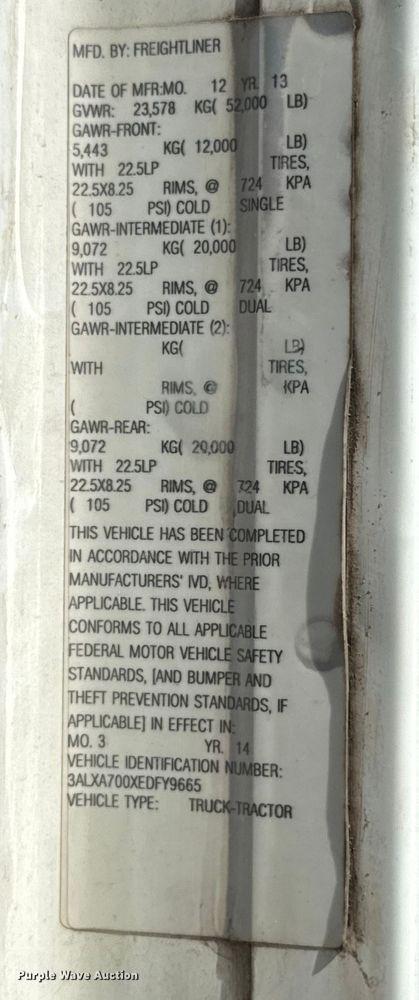 MFD. BY: FREIGHTLINER
DATE OF MFR:MO. 12 YR. 13
GVWR: 23,578 KG( 52,000 LB)
GAWR-FRONT:
5,443 KG( 12,000 LB)
WITH 22.5LP TIRES,
22.5X8.25 RIMS, @ 724 KPA
( 105 PSI) COLD SINGLE
GAWR-INTERMEDIATE (1):
9,072 KG( 20,000 LB)
WITH 22.5LP TIRES,
22.5X8.25 RIMS, @ 724 KPA
( 105 PSI) COLD DUAL
GAWR-INTERMEDIATE (2):
KG( LB)
WITH TIRES,
RIMS, @ KPA
( PSI) COLD
GAWR-REAR:
9,072 KG( 20,000 LB)
WITH 22.5LP TIRES,
22.5X8.25 RIMS, @ 724 KPA
( 105 PSI) COLD DUAL
THIS VEHICLE HAS BEEN COMPLETED
IN ACCORDANCE WITH THE PRIOR
MANUFACTURERS' IVD, WHERE
APPLICABLE. THIS VEHICLE
CONFORMS TO ALL APPLICABLE
FEDERAL MOTOR VEHICLE SAFETY
STANDARDS, [AND BUMPER AND
THEFT PREVENTION STANDARDS, IF
APPLICABLE] IN EFFECT IN:
MO. 3 YR. 14
VEHICLE IDENTIFICATION NUMBER:
3ALXA700XEDFY9665
VEHICLE TYPE: TRUCK-TRACTOR
Purple Wave Auction